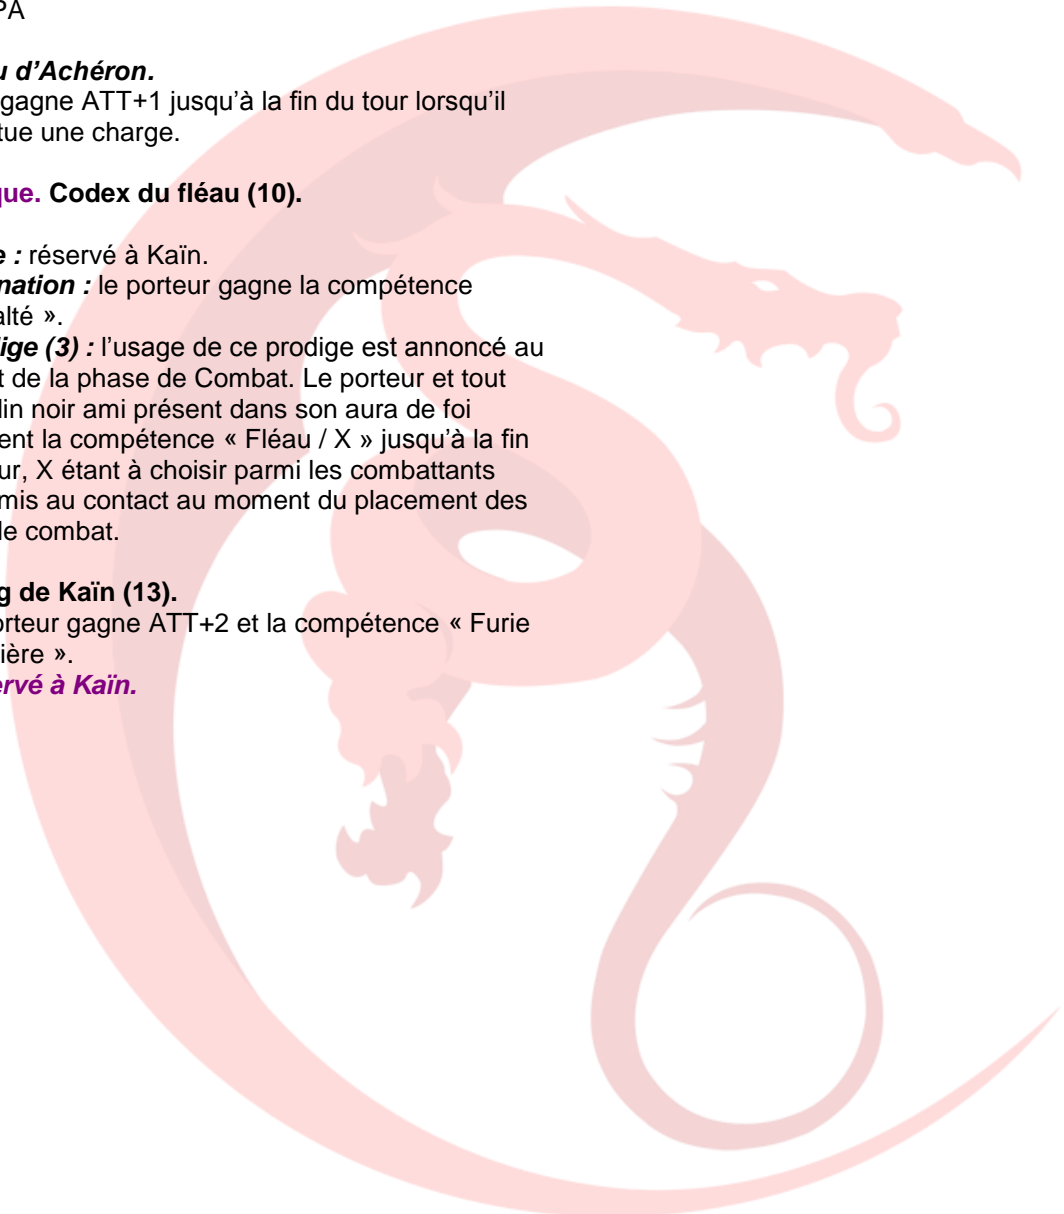 PA
u d’Achéron.
gagne ATT+1 jusqu’à la fin du tour lorsqu’il
tue une charge.
que. Codex du fléau (10).
e : réservé à Kaïn.
nation : le porteur gagne la compétence
alté ».
ige (3) : l’usage de ce prodige est annoncé au
t de la phase de Combat. Le porteur et tout
lin noir ami présent dans son aura de foi
ent la compétence « Fléau / X » jusqu’à la fin
ur, X étant à choisir parmi les combattants
mis au contact au moment du placement des
de combat.
g de Kaïn (13).
orteur gagne ATT+2 et la compétence « Furie
ière ».
ervé à Kaïn.